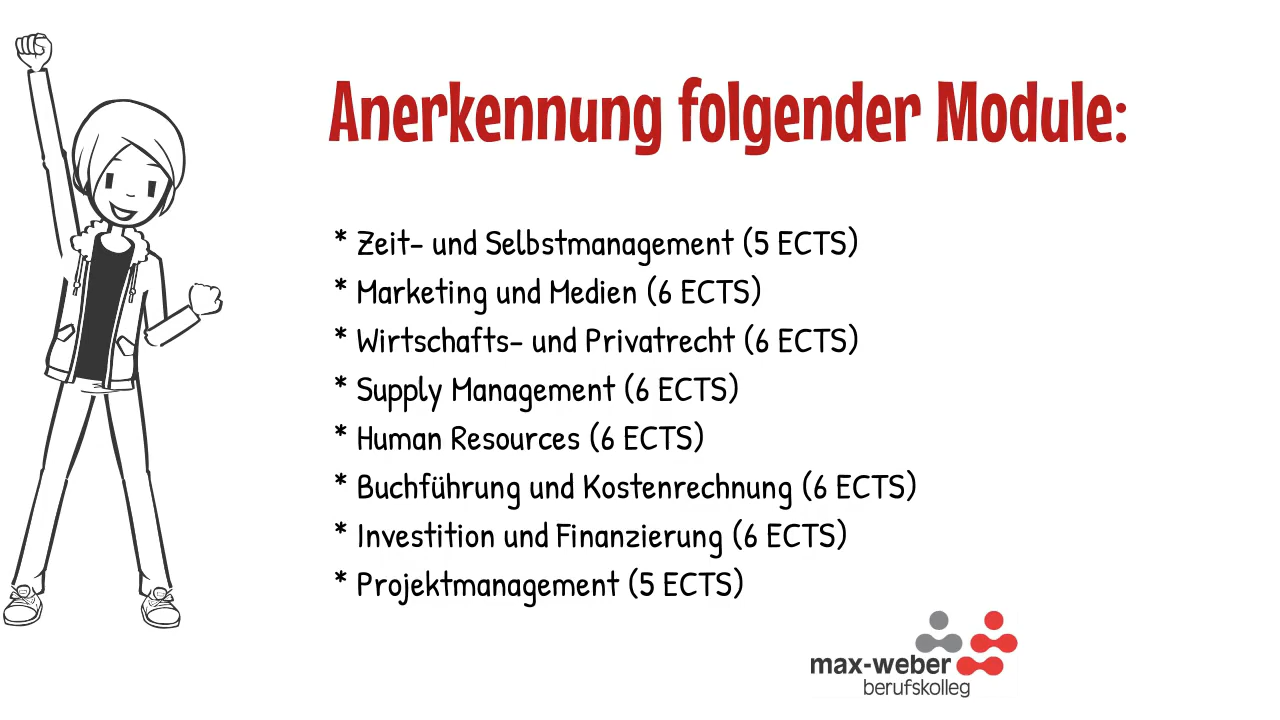 Anerkennung folgender Module:
* Zeit- und Selbstmanagement (5 ECTS)
* Marketing und Medien (6 ECTS)
* Wirtschafts- und Privatrecht (6 ECTS)
* Supply Management (6 ECTS)
* Human Resources (6 ECTS)
* Buchführung und Kostenrechnung (6 ECTS)
* Investition und Finanzierung (6 ECTS)
* Projektmanagement (5 ECTS)
max-weber
berufskolleg